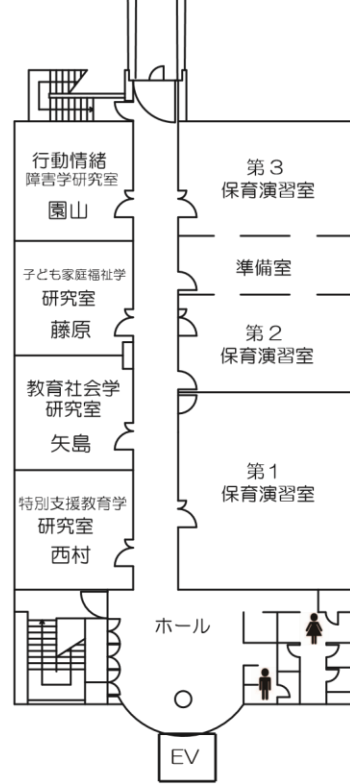 行動情緒
障害学研究室
園山
第3
保育演習室
準備室
子ども家庭福祉学
研究室
藤原
第2
保育演習室
教育社会学
研究室
矢島
第1
保育演習室
特別支援教育学
研究室
西村
ホール
EV